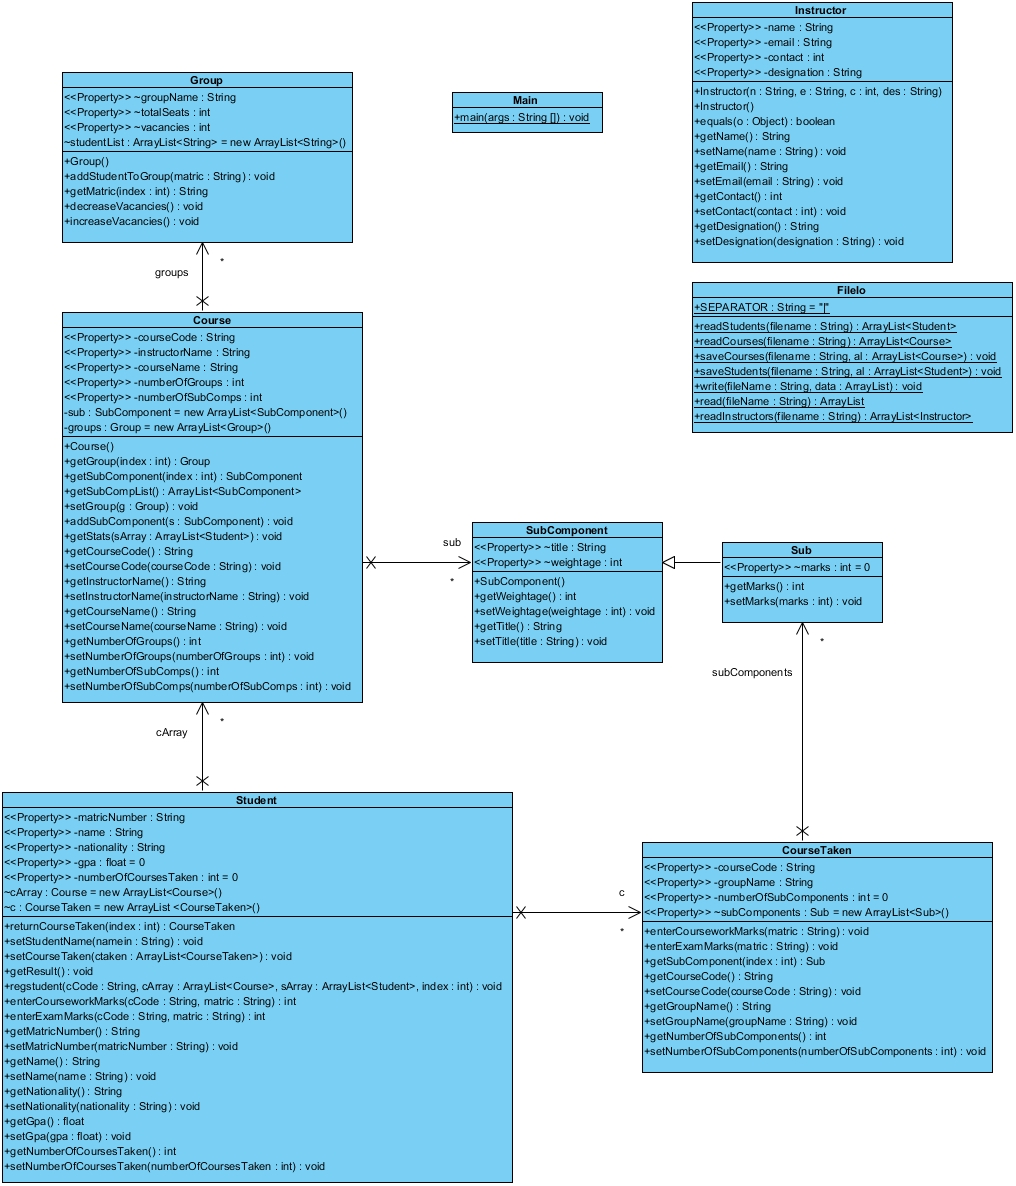 Group
<<Property>> ~groupName : String
<<Property>> ~totalSeats : int
<<Property>> ~vacancies : int
~studentList : ArrayList<String> = new ArrayList<String>()
+Group()
+addStudentToGroup(matric : String) : void
+getMatric(index : int) : String
+decreaseVacancies() : void
+increaseVacancies() : void
Main
+main(args : String []) : void
Instructor
<<Property>> -name : String
<<Property>> -email : String
<<Property>> -contact : int
<<Property>> -designation : String
+Instructor(n : String, e : String, c : int, des : String)
+Instructor()
+equals(o : Object) : boolean
+getName() : String
+setName(name : String) : void
+getEmail() : String
+setEmail(email : String) : void
+getContact() : int
+setContact(contact : int) : void
+getDesignation() : String
+setDesignation(designation : String) : void
*
groups
FileIo
+SEPARATOR : String = "|"
+readStudents(filename : String) : ArrayList<Student>
+readCourses(filename : String) : ArrayList<Course>
+saveCourses(filename : String, al : ArrayList<Course>) : void
+saveStudents(filename : String, al : ArrayList<Student>) : void
+write(fileName : String, data : ArrayList) : void
+read(fileName : String) : ArrayList
+readInstructors(filename : String) : ArrayList<Instructor>
Course
<<Property>> -courseCode : String
<<Property>> -instructorName : String
<<Property>> -courseName : String
<<Property>> -numberOfGroups : int
<<Property>> -numberOfSubComps : int
-sub : SubComponent = new ArrayList<SubComponent>()
-groups : Group = new ArrayList<Group>()
+Course()
+getGroup(index : int) : Group
+getSubComponent(index : int) : SubComponent
+getSubCompList() : ArrayList<SubComponent>
+setGroup(g : Group) : void
+addSubComponent(s : SubComponent) : void
+getStats(sArray : ArrayList<Student>) : void
+getCourseCode() : String
+setCourseCode(courseCode : String) : void
+getInstructorName() : String
+setInstructorName(instructorName : String) : void
+getCourseName() : String
+setCourseName(courseName : String) : void
+getNumberOfGroups() : int
+setNumberOfGroups(numberOfGroups : int) : void
+getNumberOfSubComps() : int
+setNumberOfSubComps(numberOfSubComps : int) : void
sub
*
SubComponent
<<Property>> ~title : String
<<Property>> ~weightage : int
+SubComponent()
+getWeightage() : int
+setWeightage(weightage : int) : void
+getTitle() : String
+setTitle(title : String) : void
Sub
<<Property>> ~marks : int = 0
+getMarks() : int
+setMarks(marks : int) : void
*
subComponents
*
cArray
Student
<<Property>> -matricNumber : String
<<Property>> -name : String
<<Property>> -nationality : String
<<Property>> -gpa : float = 0
<<Property>> -numberOfCoursesTaken : int = 0
~cArray : Course = new ArrayList<Course>()
~c : CourseTaken = new ArrayList <CourseTaken>()
+returnCourseTaken(index : int) : CourseTaken
+setStudentName(namein : String) : void
+setCourseTaken(ctaken : ArrayList<CourseTaken>) : void
+getResult() : void
+regstudent(cCode : String, cArray : ArrayList<Course>, sArray : ArrayList<Student>, index : int) : void
+enterCourseworkMarks(cCode : String, matric : String) : int
+enterExamMarks(cCode : String, matric : String) : int
+getMatricNumber() : String
+setMatricNumber(matricNumber : String) : void
+getName() : String
+setName(name : String) : void
+getNationality() : String
+setNationality(nationality : String) : void
+getGpa() : float
+setGpa(gpa : float) : void
+getNumberOfCoursesTaken() : int
+setNumberOfCoursesTaken(numberOfCoursesTaken : int) : void
c
*
CourseTaken
<<Property>> -courseCode : String
<<Property>> -groupName : String
<<Property>> -numberOfSubComponents : int = 0
<<Property>> ~subComponents : Sub = new ArrayList<Sub>()
+enterCourseworkMarks(matric : String) : void
+enterExamMarks(matric : String) : void
+getSubComponent(index : int) : Sub
+getCourseCode() : String
+setCourseCode(courseCode : String) : void
+getGroupName() : String
+setGroupName(groupName : String) : void
+getNumberOfSubComponents() : int
+setNumberOfSubComponents(numberOfSubComponents : int) : void